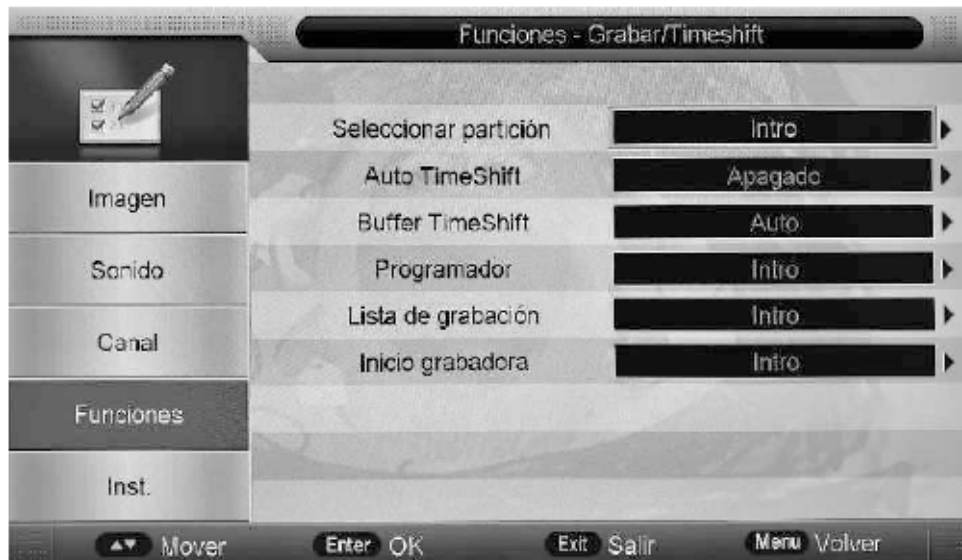 Funciones - Grabar/Timeshift
Imagen
Sonido
Canal
Funciones
Inst.
Seleccionar partición Intro
Auto TimeShift Apagado
Buffer TimeShift Auto
Programador Intro
Lista de grabación Intro
Inicio grabadora Intro
Mover Enter OK Exit Salir Menu Volver